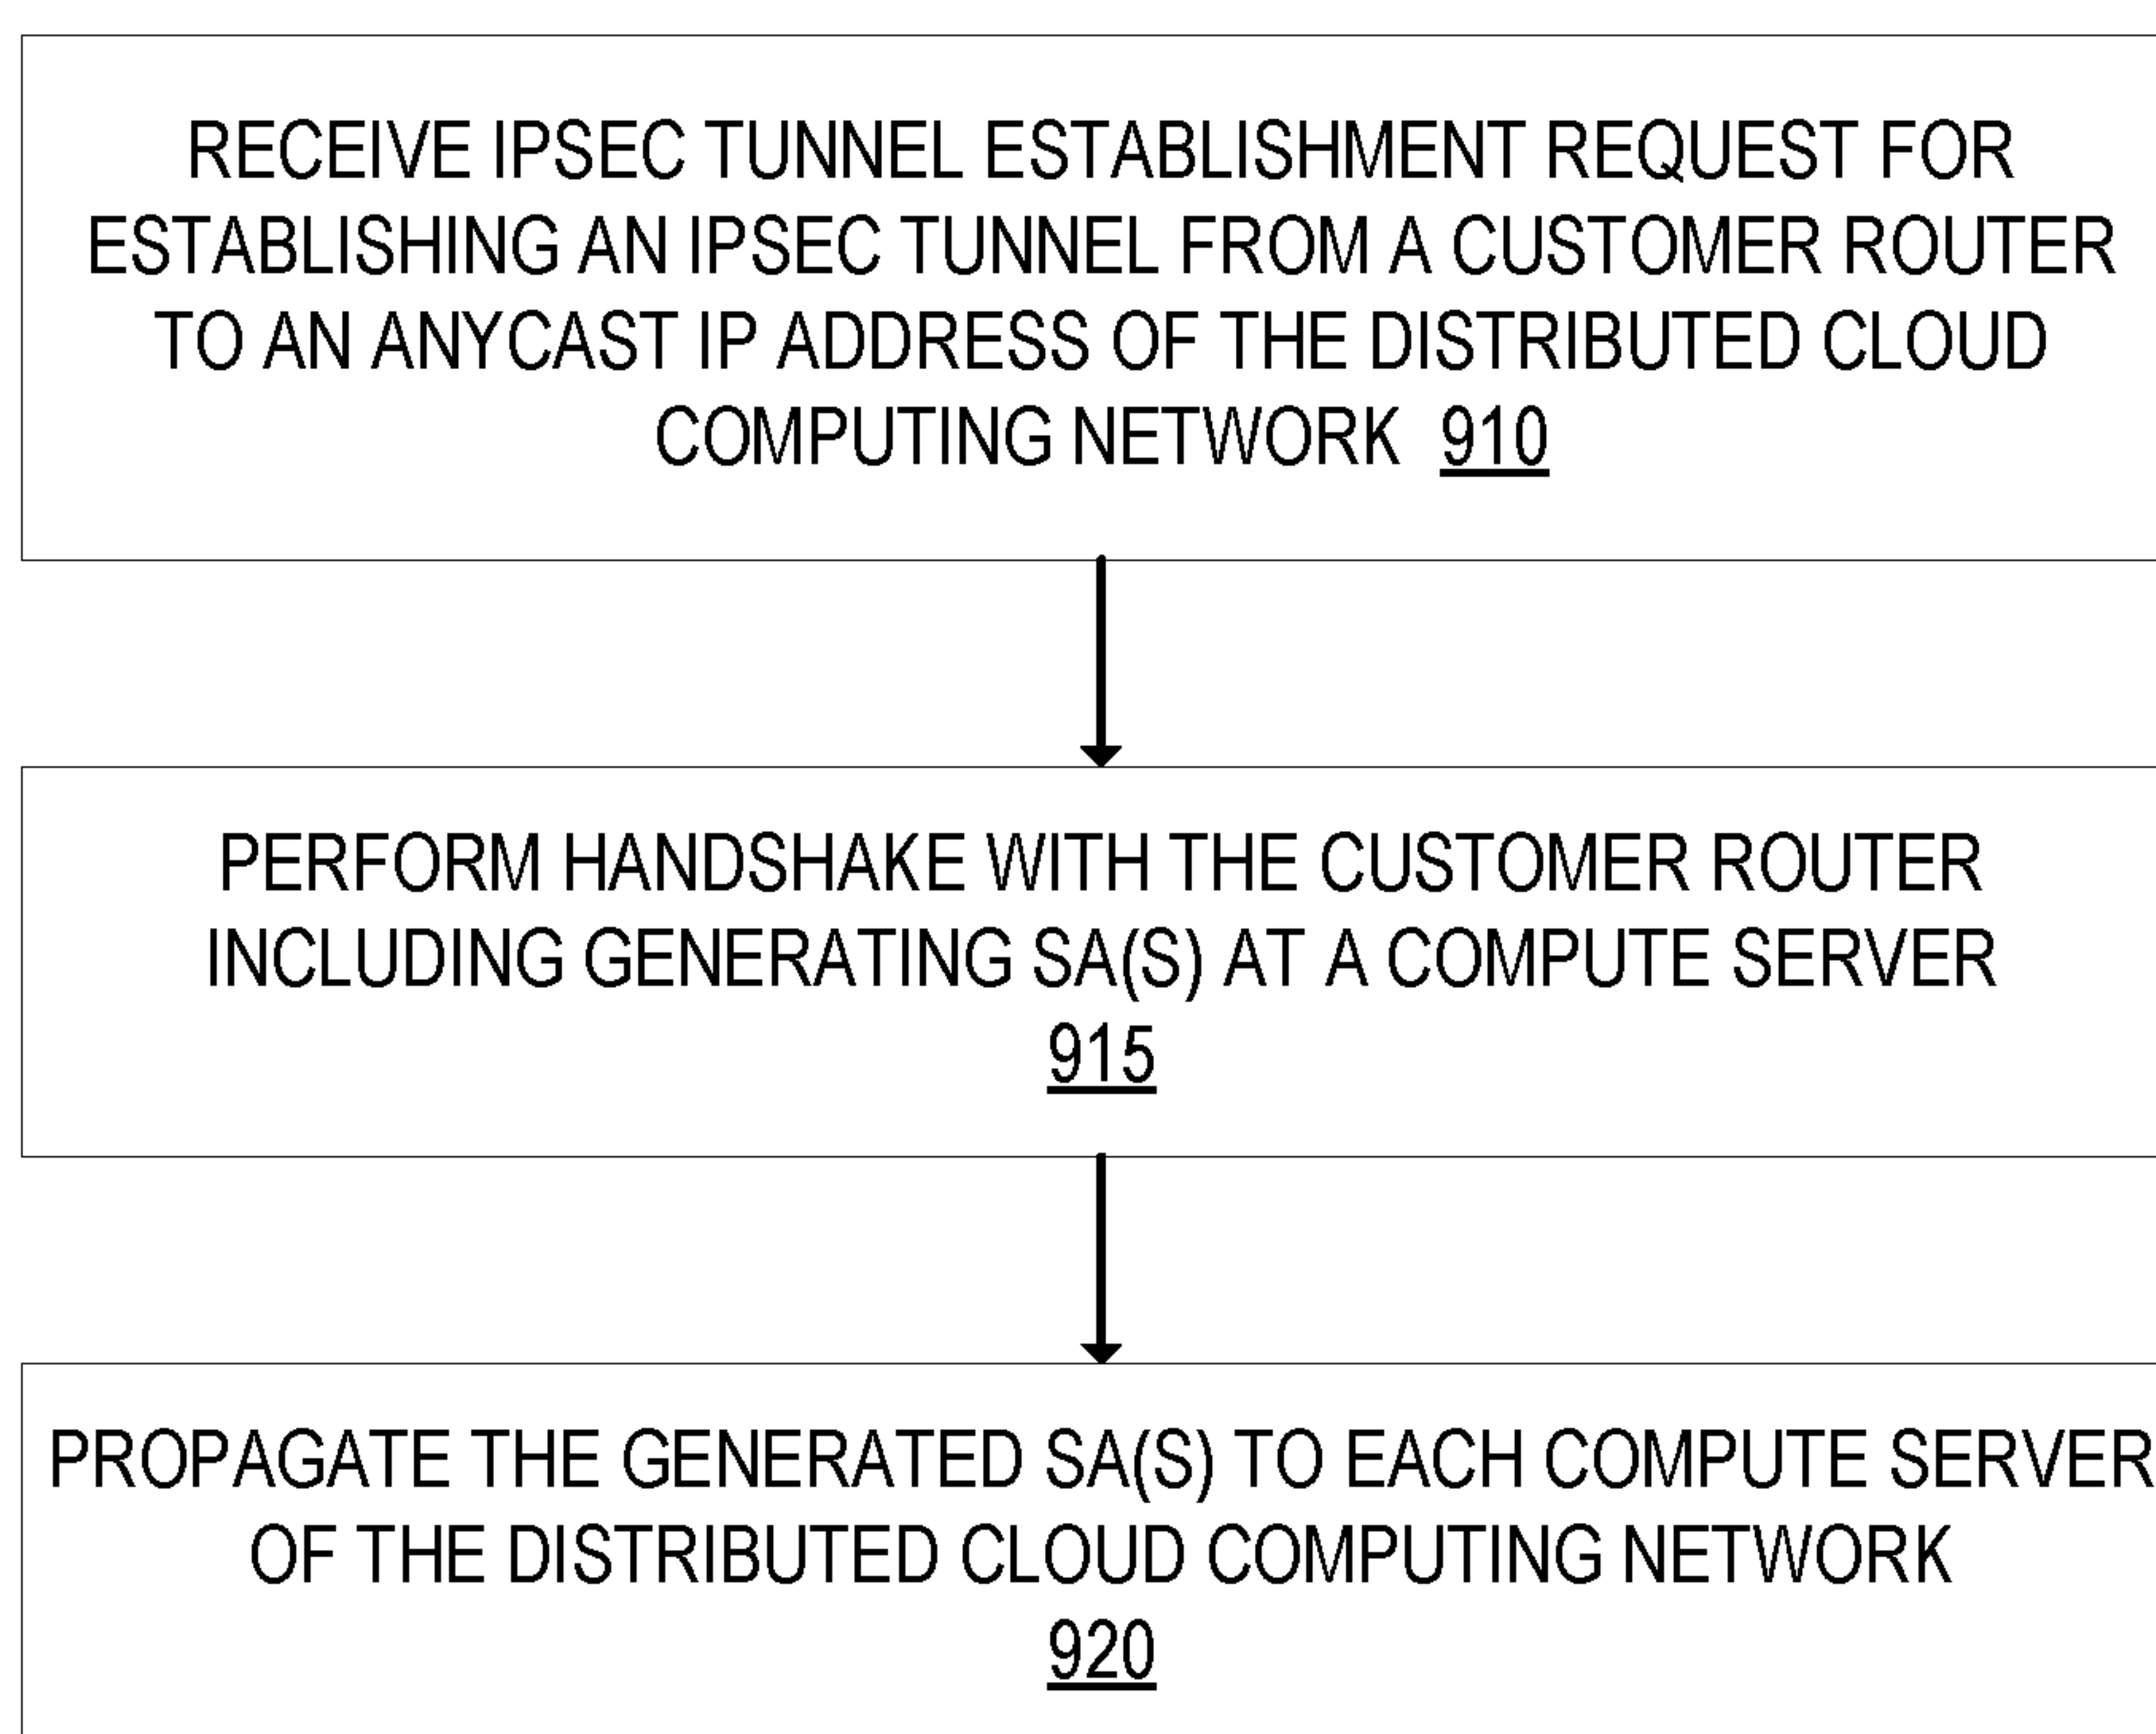 RECEIVE IPSEC TUNNEL ESTABLISHMENT REQUEST FOR
ESTABLISHING AN IPSEC TUNNEL FROM A CUSTOMER ROUTER
TO AN ANYCAST IP ADDRESS OF THE DISTRIBUTED CLOUD
COMPUTING NETWORK 910
PERFORM HANDSHAKE WITH THE CUSTOMER ROUTER
INCLUDING GENERATING SA(S) AT A COMPUTE SERVER
915
PROPAGATE THE GENERATED SA(S) TO EACH COMPUTE SERVER
OF THE DISTRIBUTED CLOUD COMPUTING NETWORK
920